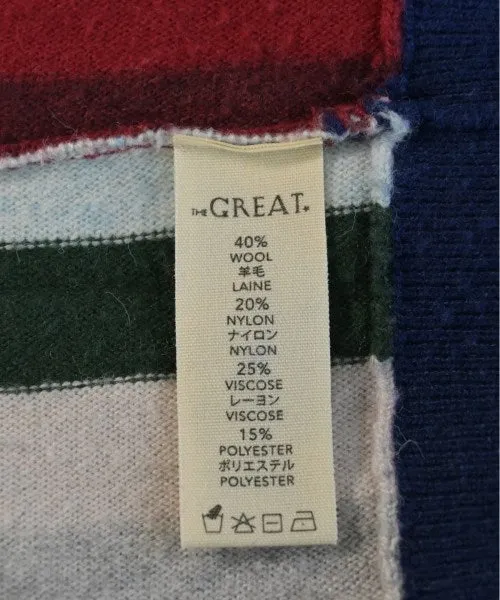 THE GREAT.
40%
WOOL
羊毛
LAINE
20%
NYLON
ナイロン
NYLON
25%
VISCOSE
レーヨン
VISCOSE
15%
POLYESTER
ポリエステル
POLYESTER